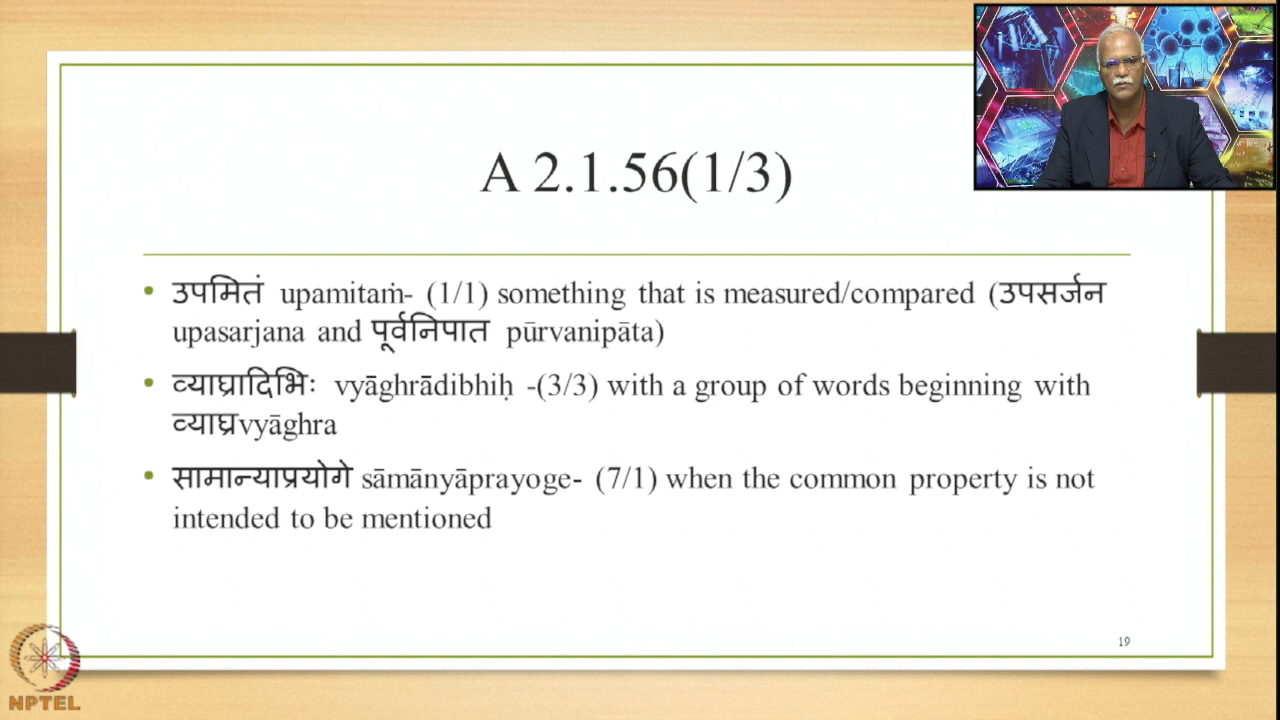 A 2.1.56(1/3)
• उपमितं upamitaṁ- (1/1) something that is measured/compared (उपसर्जन
upasarjana and पूर्वनिपात pūrvanipāta)
• व्याघ्रादिभिः vyāghrādibhiḥ -(3/3) with a group of words beginning with
व्याघ्रvyāghra
• सामान्याप्रयोगे sāmānyāprayoge- (7/1) when the common property is not
intended to be mentioned
19
NPTEL